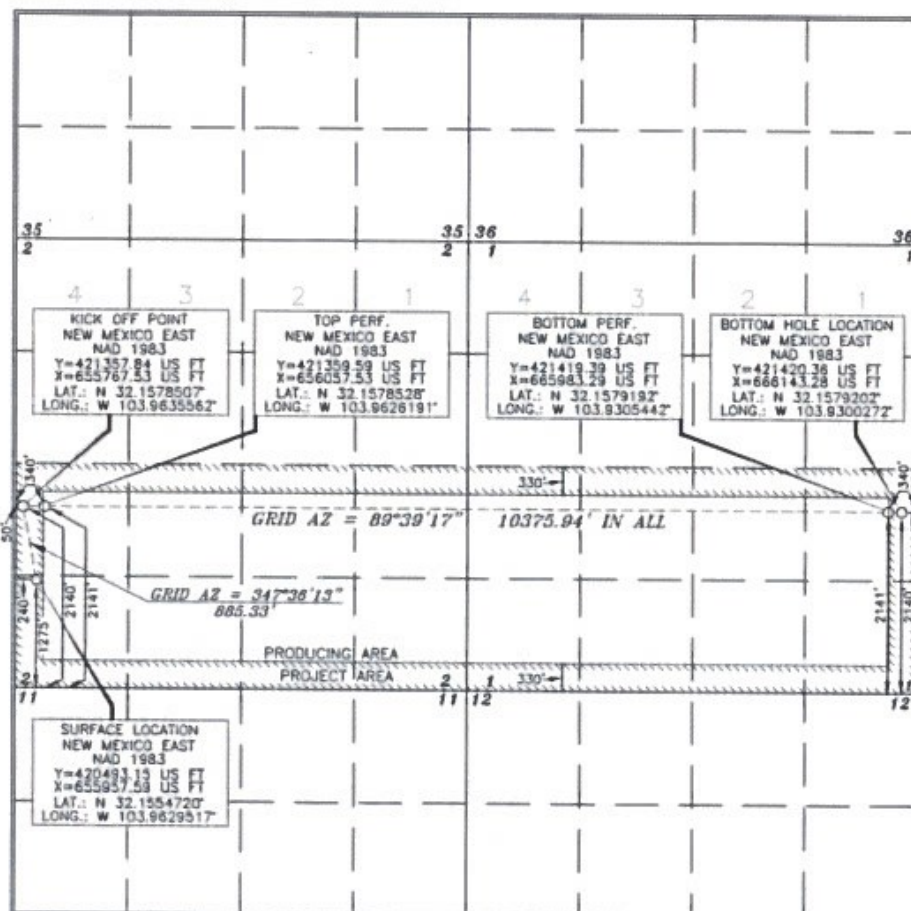 35 35 36 36
2 2 1 1
4 3 2 1 4 3 2 1
KICK OFF POINT
NEW MEXICO EAST
NAD 1983
Y=421357.84 US FT
X=655767.53 US FT
LAT.: N 32.1578507°
LONG.: W 103.9635562°
TOP PERF.
NEW MEXICO EAST
NAD 1983
Y=421359.59 US FT
X=656057.53 US FT
LAT.: N 32.1578528°
LONG.: W 103.9626191°
BOTTOM PERF.
NEW MEXICO EAST
NAD 1983
Y=421419.39 US FT
X=665983.29 US FT
LAT.: N 32.1579192°
LONG.: W 103.9305442°
BOTTOM HOLE LOCATION
NEW MEXICO EAST
NAD 1983
Y=421420.36 US FT
X=666143.28 US FT
LAT.: N 32.1579202°
LONG.: W 103.9300272°
340'
330'
340'
50'
GRID AZ = 89°39'17" 10375.94' IN ALL
GRID AZ = 347°36'13"
885.33'
240'
1275'
2140'
2141'
2141'
2140'
PRODUCING AREA
PROJECT AREA
330'
2 2 1 1
11 11 12 12
SURFACE LOCATION
NEW MEXICO EAST
NAD 1983
Y=420493.15 US FT
X=655957.59 US FT
LAT.: N 32.1554720°
LONG.: W 103.9629517°